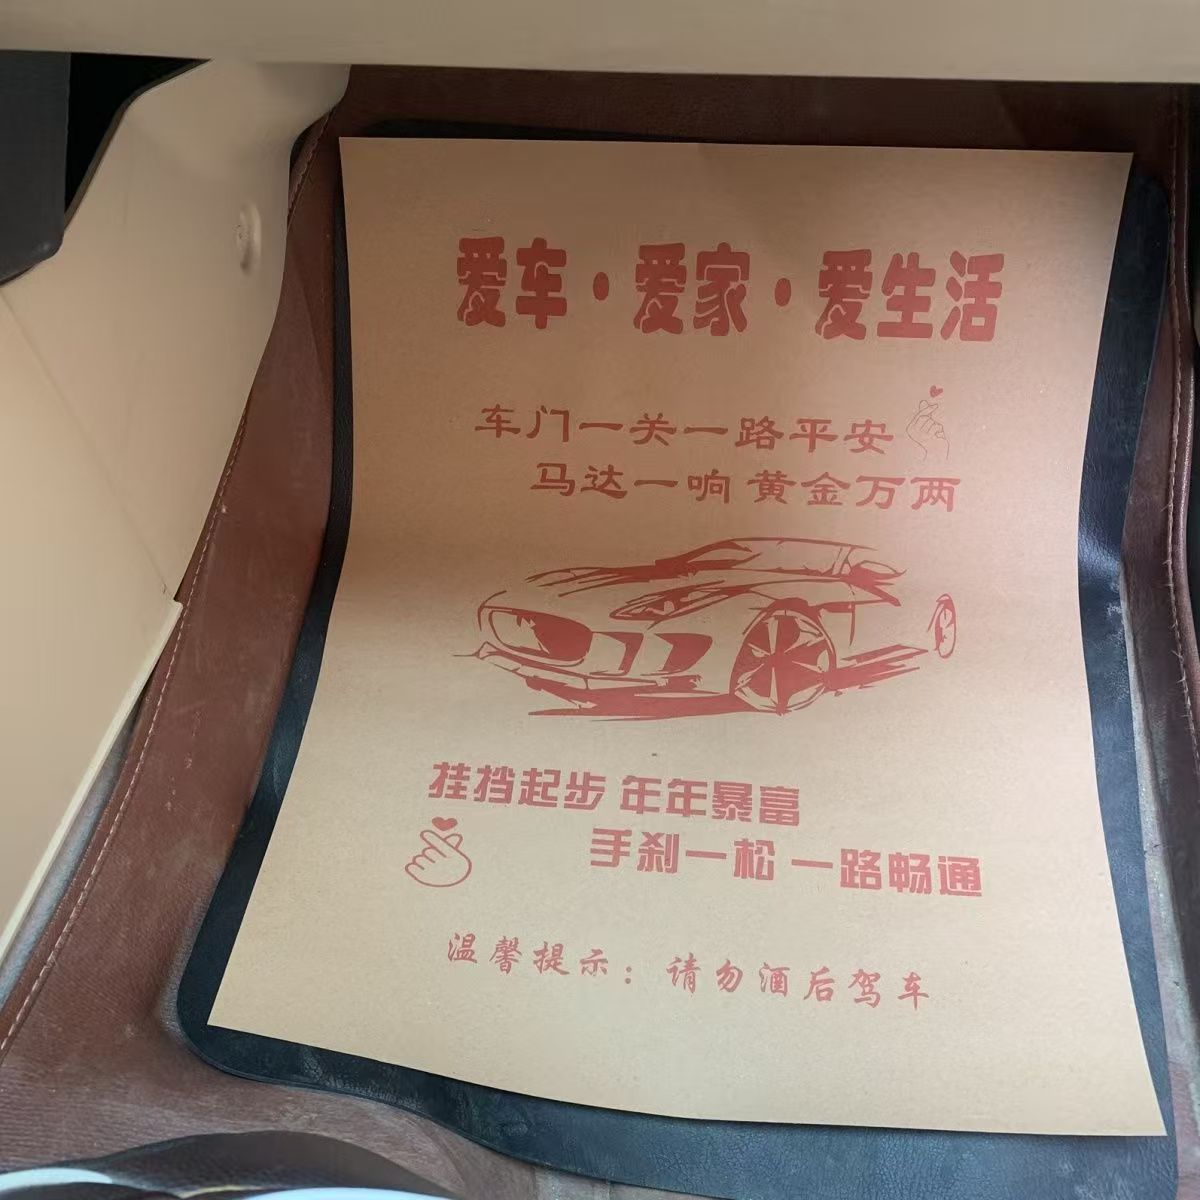 爱车·爱家·爱生活
车门一关一路平安
马达一响 黄金万两
挂挡起步 年年暴富
手刹一松 一路畅通
温馨提示：请勿酒后驾车